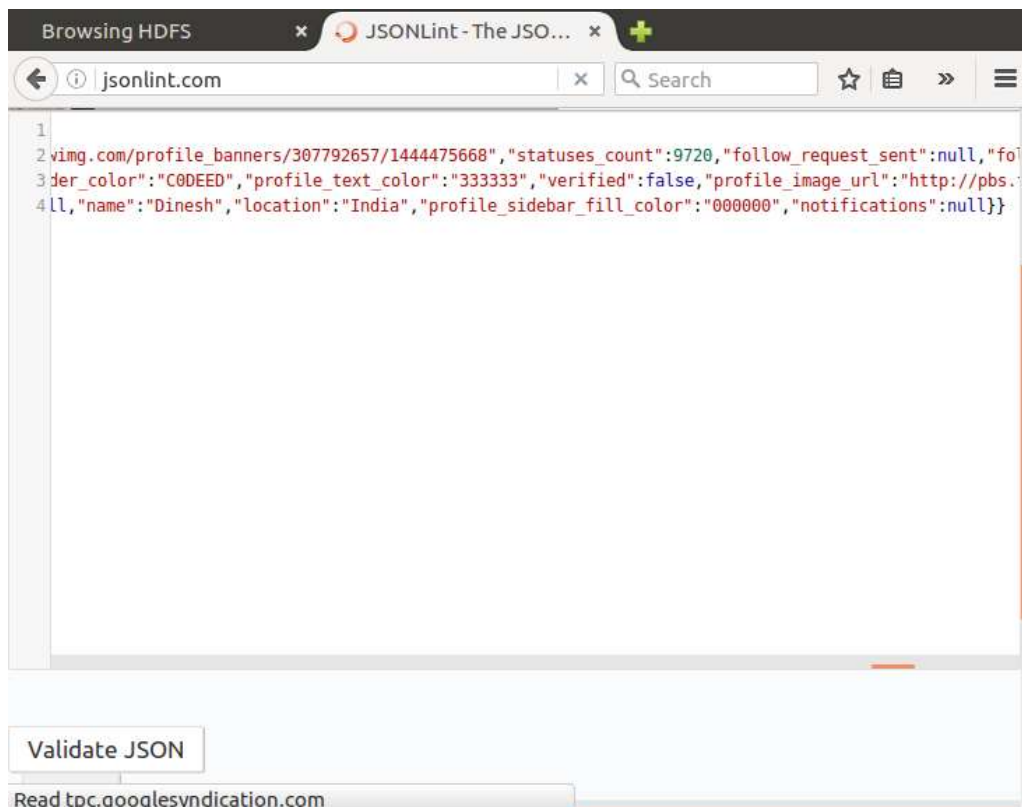 Browsing HDFS
JSONLint - The JSO...
jsonlint.com
Search
1
2 wimg.com/profile_banners/307792657/1444475668","statuses_count":9720,"follow_request_sent":null,"fol
3 der_color":"C0DEED","profile_text_color":"333333","verified":false,"profile_image_url":"http://pbs.
4 ll,"name":"Dinesh","location":"India","profile_sidebar_fill_color":"000000","notifications":null}}
Validate JSON
Read tpc.googlesyndication.com